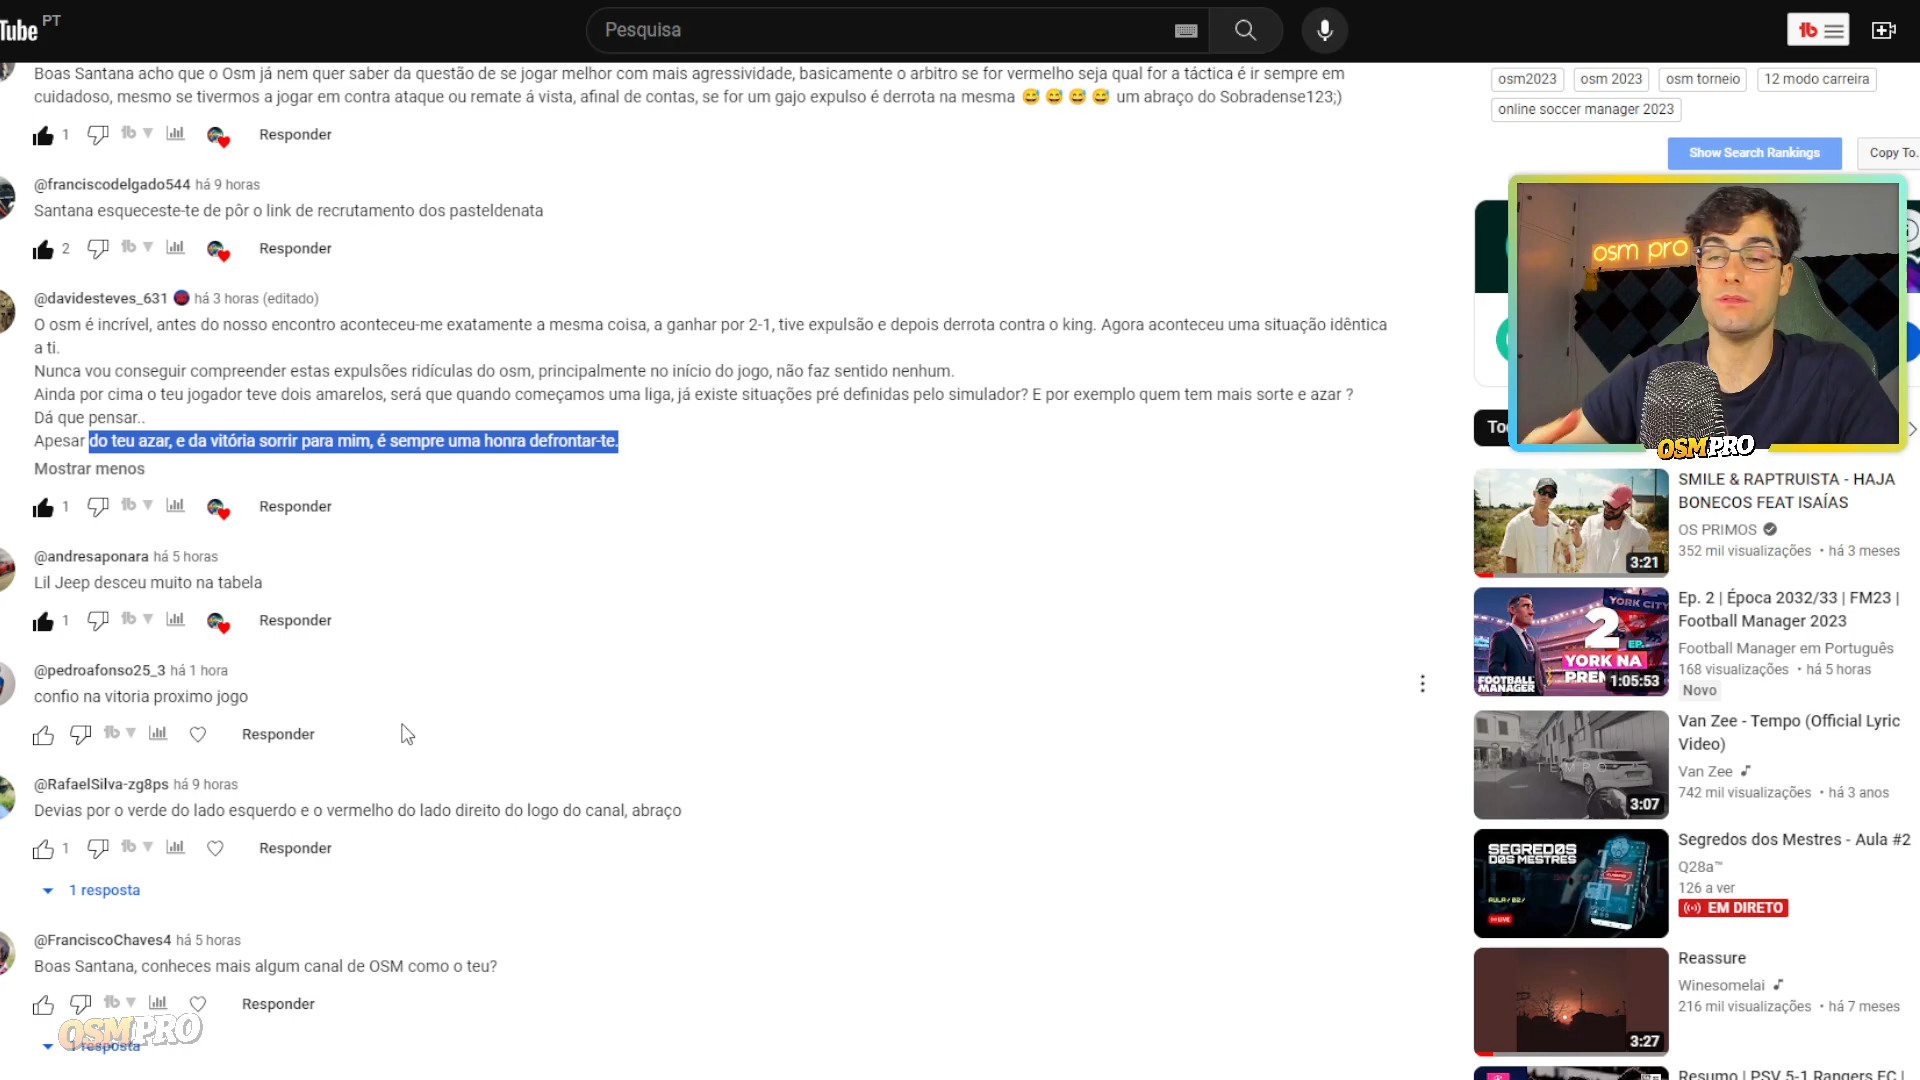 Tube PT
Pesquisa
Boas Santana acho que o Osm já nem quer saber da questão de se jogar melhor com mais agressividade, basicamente o arbitro se for vermelho seja qual for a táctica é ir sempre em
cuidadoso, mesmo se tivermos a jogar em contra ataque ou remate á vista, afinal de contas, se for um gajo expulso é derrota na mesma 😅 😅 😅 😅 um abraço do Sobradense123;)
1 Responder
@franciscodelgado544 há 9 horas
Santana esqueceste-te de pôr o link de recrutamento dos pasteldenata
2 Responder
@davidesteves_631 há 3 horas (editado)
O osm é incrível, antes do nosso encontro aconteceu-me exatamente a mesma coisa, a ganhar por 2-1, tive expulsão e depois derrota contra o king. Agora aconteceu uma situação idêntica
a ti.
Nunca vou conseguir compreender estas expulsões ridículas do osm, principalmente no início do jogo, não faz sentido nenhum.
Ainda por cima o teu jogador teve dois amarelos, será que quando começamos uma liga, já existe situações pré definidas pelo simulador? E por exemplo quem tem mais sorte e azar ?
Dá que pensar..
Apesar do teu azar, e da vitória sorrir para mim, é sempre uma honra defrontar-te.
Mostrar menos
1 Responder
@andresaponara há 5 horas
Lil Jeep desceu muito na tabela
1 Responder
@pedroafonso25_3 há 1 hora
confio na vitoria proximo jogo
Responder
@RafaelSilva-zg8ps há 9 horas
Devias por o verde do lado esquerdo e o vermelho do lado direito do logo do canal, abraço
1 Responder
1 resposta
@FranciscoChaves4 há 5 horas
Boas Santana, conheces mais algum canal de OSM como o teu?
Responder
OSMPRO
1 resposta
osm2023 osm 2023 osm torneio 12 modo carreira
online soccer manager 2023
Show Search Rankings Copy To.
osm pro
OSMPRO
SMILE & RAPTRUISTA - HAJA
BONECOS FEAT ISAÍAS
OS PRIMOS
352 mil visualizações • há 3 meses
3:21
Ep. 2 | Época 2032/33 | FM23 |
Football Manager 2023
Football Manager em Português
168 visualizações • há 5 horas
Novo
YORK CITY
2
EP.
YORK NA
FOOTBALL
MANAGER
1:05:53
Van Zee - Tempo (Official Lyric
Video)
Van Zee
742 mil visualizações • há 3 anos
TEMPO
3:07
Segredos dos Mestres - Aula #2
Q28a™
126 a ver
EM DIRETO
SEGREDOS
DOS MESTRES
AULA / 02 /
LIVE
Reassure
Winesomelai
216 mil visualizações • há 7 meses
3:27
Resumo | PSV 5-1 Rangers FC |